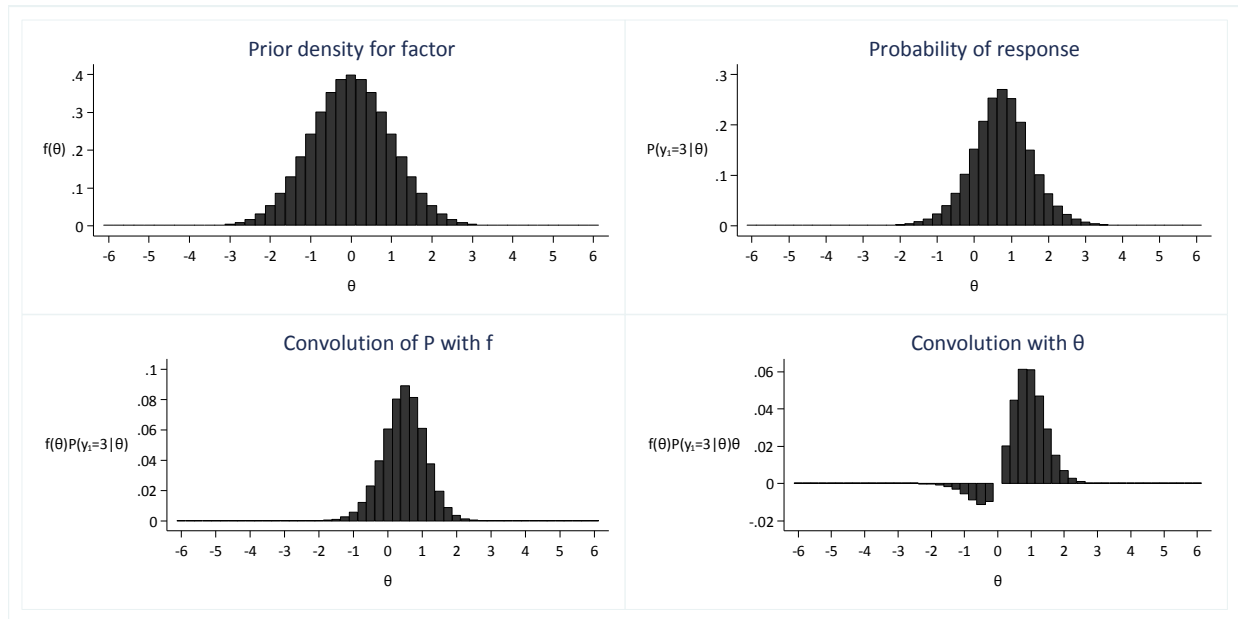 Prior density for factor
.4
.3
f(θ) .2
.1
0
-6 -5 -4 -3 -2 -1 0 1 2 3 4 5 6
θ
Probability of response
.3
.2
P(y₁=3|θ)
.1
0
-6 -5 -4 -3 -2 -1 0 1 2 3 4 5 6
θ
Convolution of P with f
.1
.08
.06
f(θ)P(y₁=3|θ)
.04
.02
0
-6 -5 -4 -3 -2 -1 0 1 2 3 4 5 6
θ
Convolution with θ
.06
.04
f(θ)P(y₁=3|θ)θ .02
0
-.02
-6 -5 -4 -3 -2 -1 0 1 2 3 4 5 6
θ